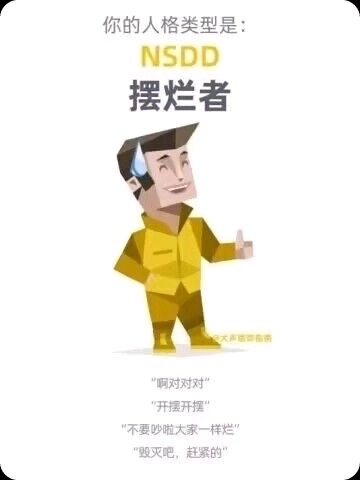 你的人格类型是：
NSDD
摆烂者
“啊对对对”
“开摆开摆”
“不要吵啦大家一样烂”
“毁灭吧，赶紧的”